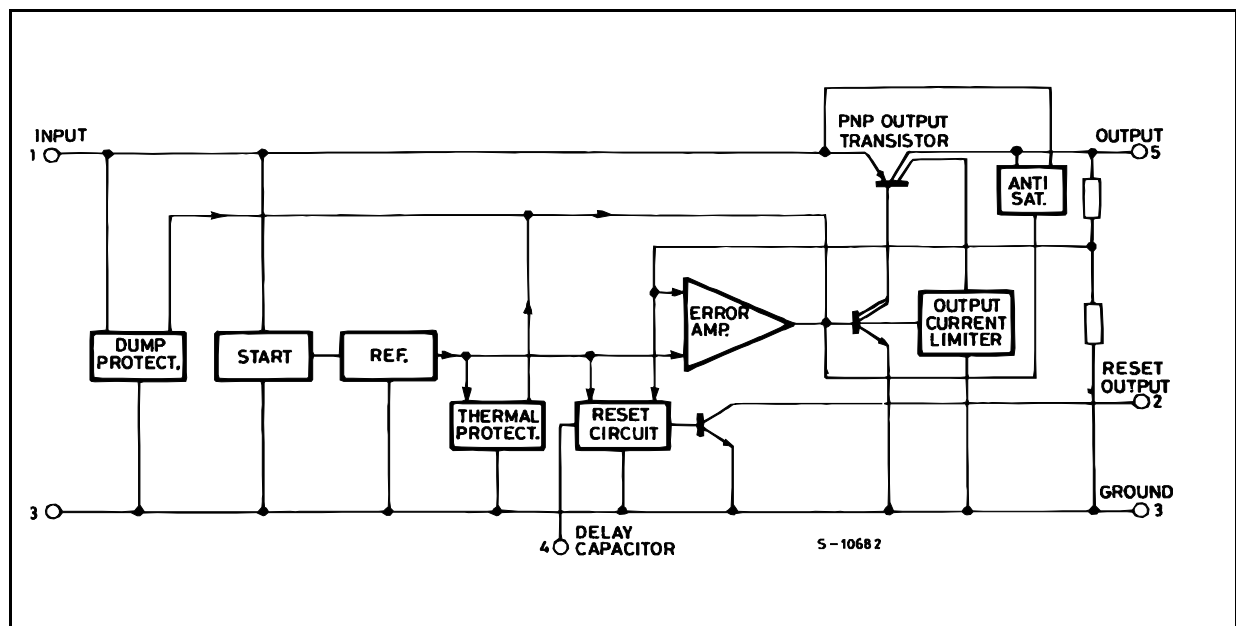 PNP OUTPUT
TRANSISTOR
INPUT
1
OUTPUT
5
ANTI
SAT.
ERROR
AMP.
OUTPUT
CURRENT
LIMITER
DUMP
PROTECT.
START
REF.
THERMAL
PROTECT.
RESET
CIRCUIT
RESET
OUTPUT
2
3
GROUND
3
4
DELAY
CAPACITOR
S-10682